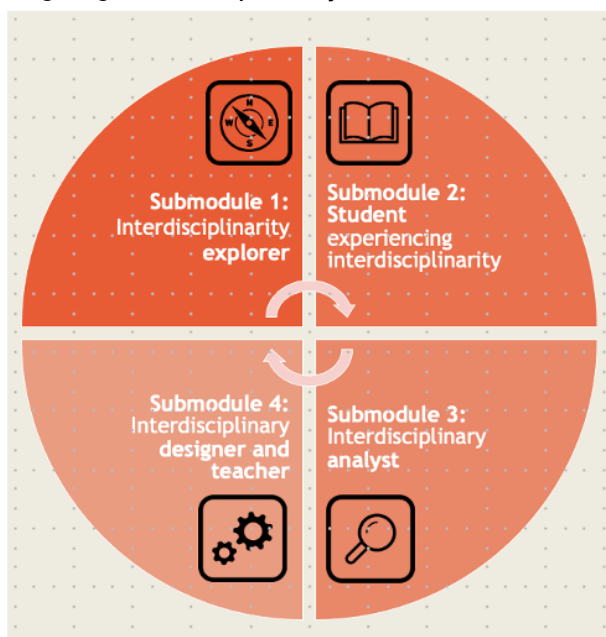 N
W E
S
Submodule 1:
Interdisciplinarity
explorer
Submodule 2:
Student
experiencing
interdisciplinarity
Submodule 4:
Interdisciplinary
designer and
teacher
Submodule 3:
Interdisciplinary
analyst